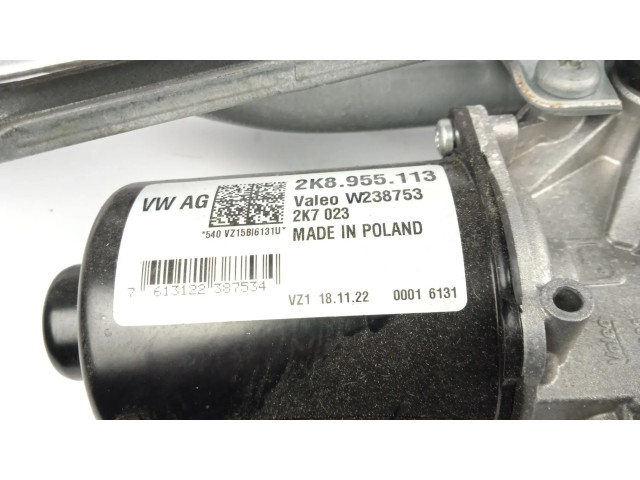 VW AG
2K8.955.113
Valeo W238753
2K7 023
*540 VZ15BI6131U*
MADE IN POLAND
7 613122 387534
VZ1 18.11.22 0001 6131
Valeo